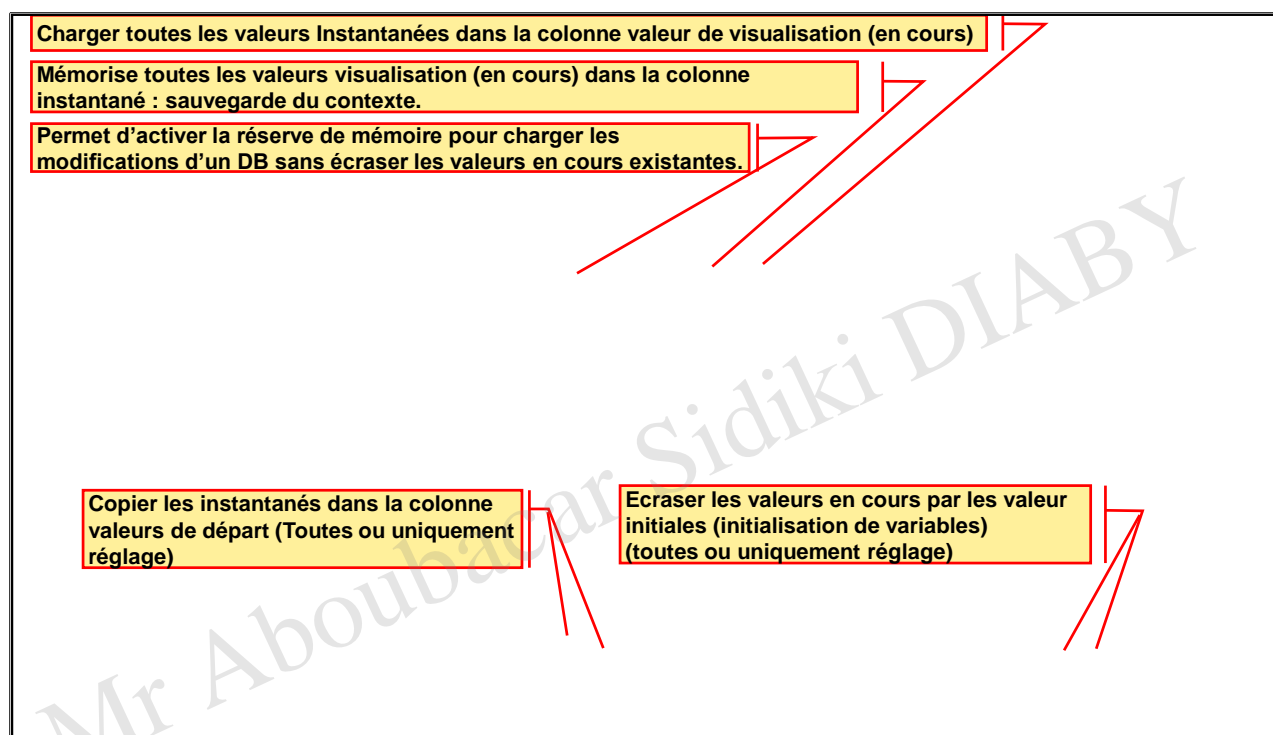 Charger toutes les valeurs Instantanées dans la colonne valeur de visualisation (en cours)
Mémorise toutes les valeurs visualisation (en cours) dans la colonne
instantané : sauvegarde du contexte.
Permet d’activer la réserve de mémoire pour charger les
modifications d’un DB sans écraser les valeurs en cours existantes.
Copier les instantanés dans la colonne
valeurs de départ (Toutes ou uniquement
réglage)
Ecraser les valeurs en cours par les valeur
initiales (initialisation de variables)
(toutes ou uniquement réglage)
Mr Aboubacar Sidiki DIABY